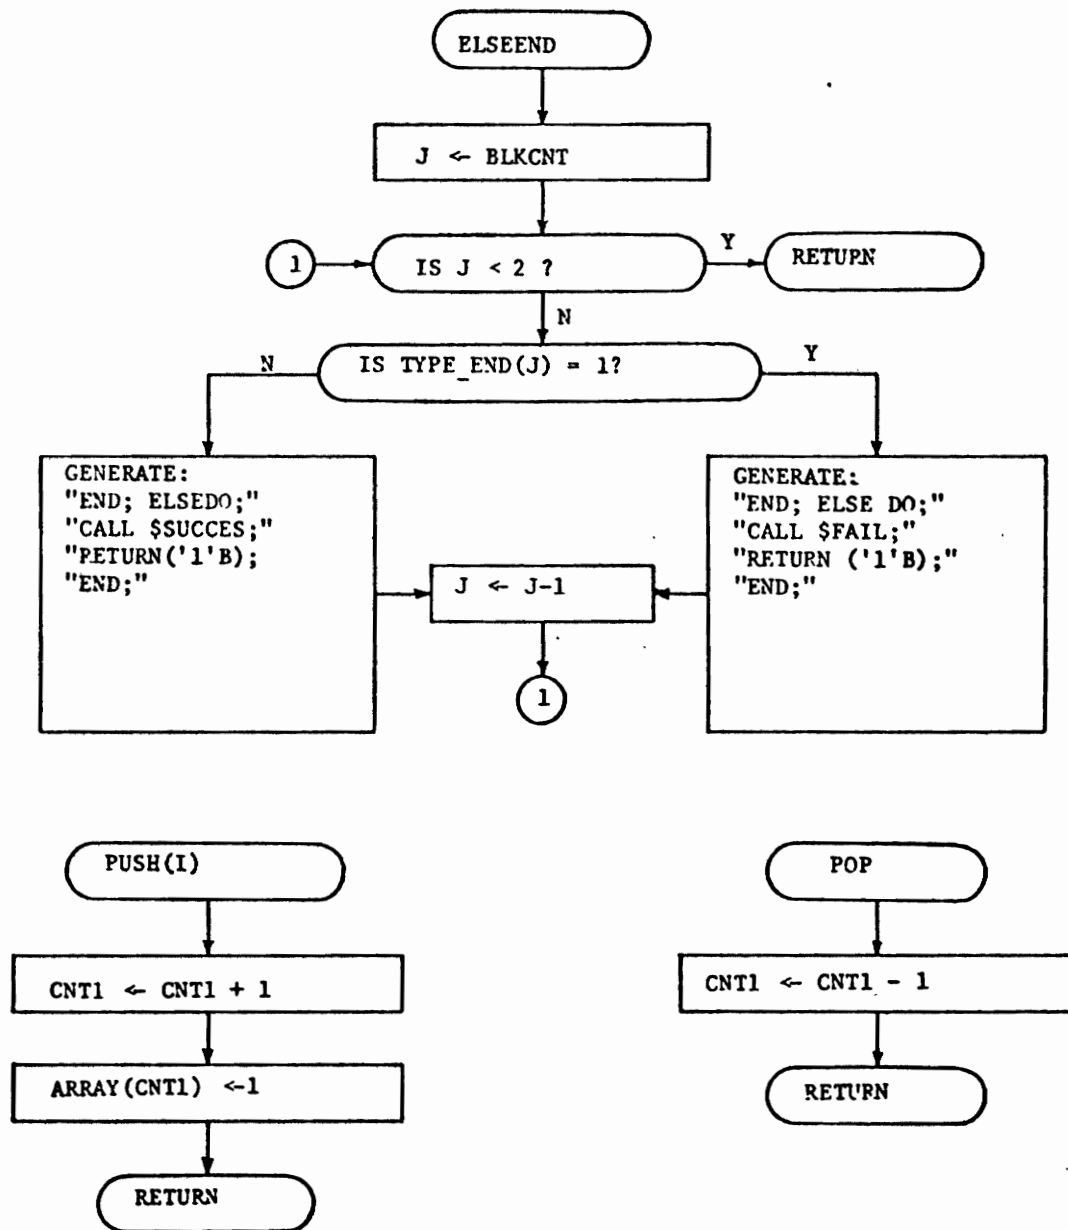 ELSEEND
J <- BLKCNT
1
IS J < 2 ?
Y
RETURN
N
IS TYPE_END(J) = 1?
N
Y
GENERATE:
"END; ELSEDO;"
"CALL $SUCCES;"
"RETURN('1'B);
"END;"
GENERATE:
"END; ELSE DO;"
"CALL $FAIL;"
"RETURN ('1'B);"
"END;"
J <- J-1
1
PUSH(I)
CNT1 <- CNT1 + 1
ARRAY(CNT1) <-1
RETURN
POP
CNT1 <- CNT1 - 1
RETURN